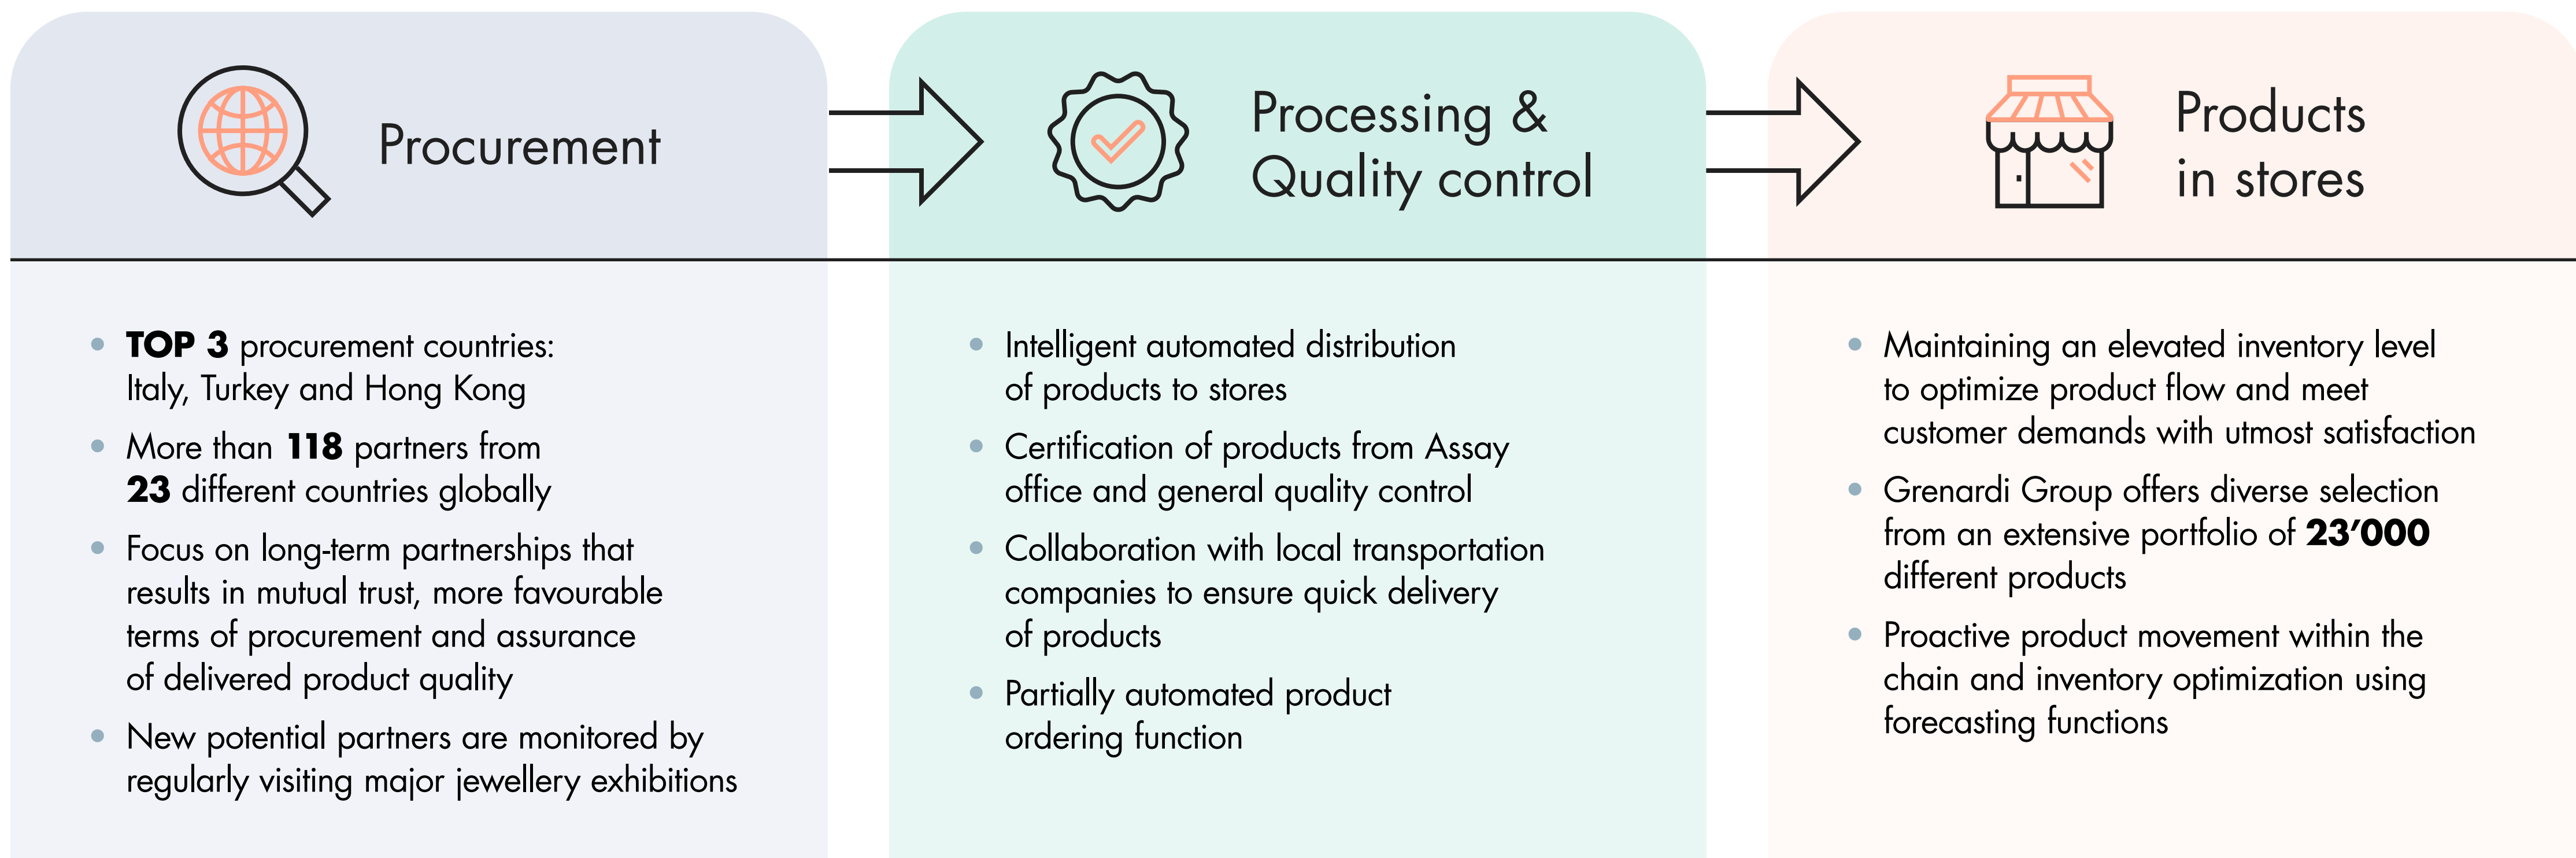 Procurement
• TOP 3 procurement countries:
Italy, Turkey and Hong Kong
• More than 118 partners from
23 different countries globally
• Focus on long-term partnerships that
results in mutual trust, more favourable
terms of procurement and assurance
of delivered product quality
• New potential partners are monitored by
regularly visiting major jewellery exhibitions
Processing &
Quality control
• Intelligent automated distribution
of products to stores
• Certification of products from Assay
office and general quality control
• Collaboration with local transportation
companies to ensure quick delivery
of products
• Partially automated product
ordering function
Products
in stores
• Maintaining an elevated inventory level
to optimize product flow and meet
customer demands with utmost satisfaction
• Grenardi Group offers diverse selection
from an extensive portfolio of 23’000
different products
• Proactive product movement within the
chain and inventory optimization using
forecasting functions